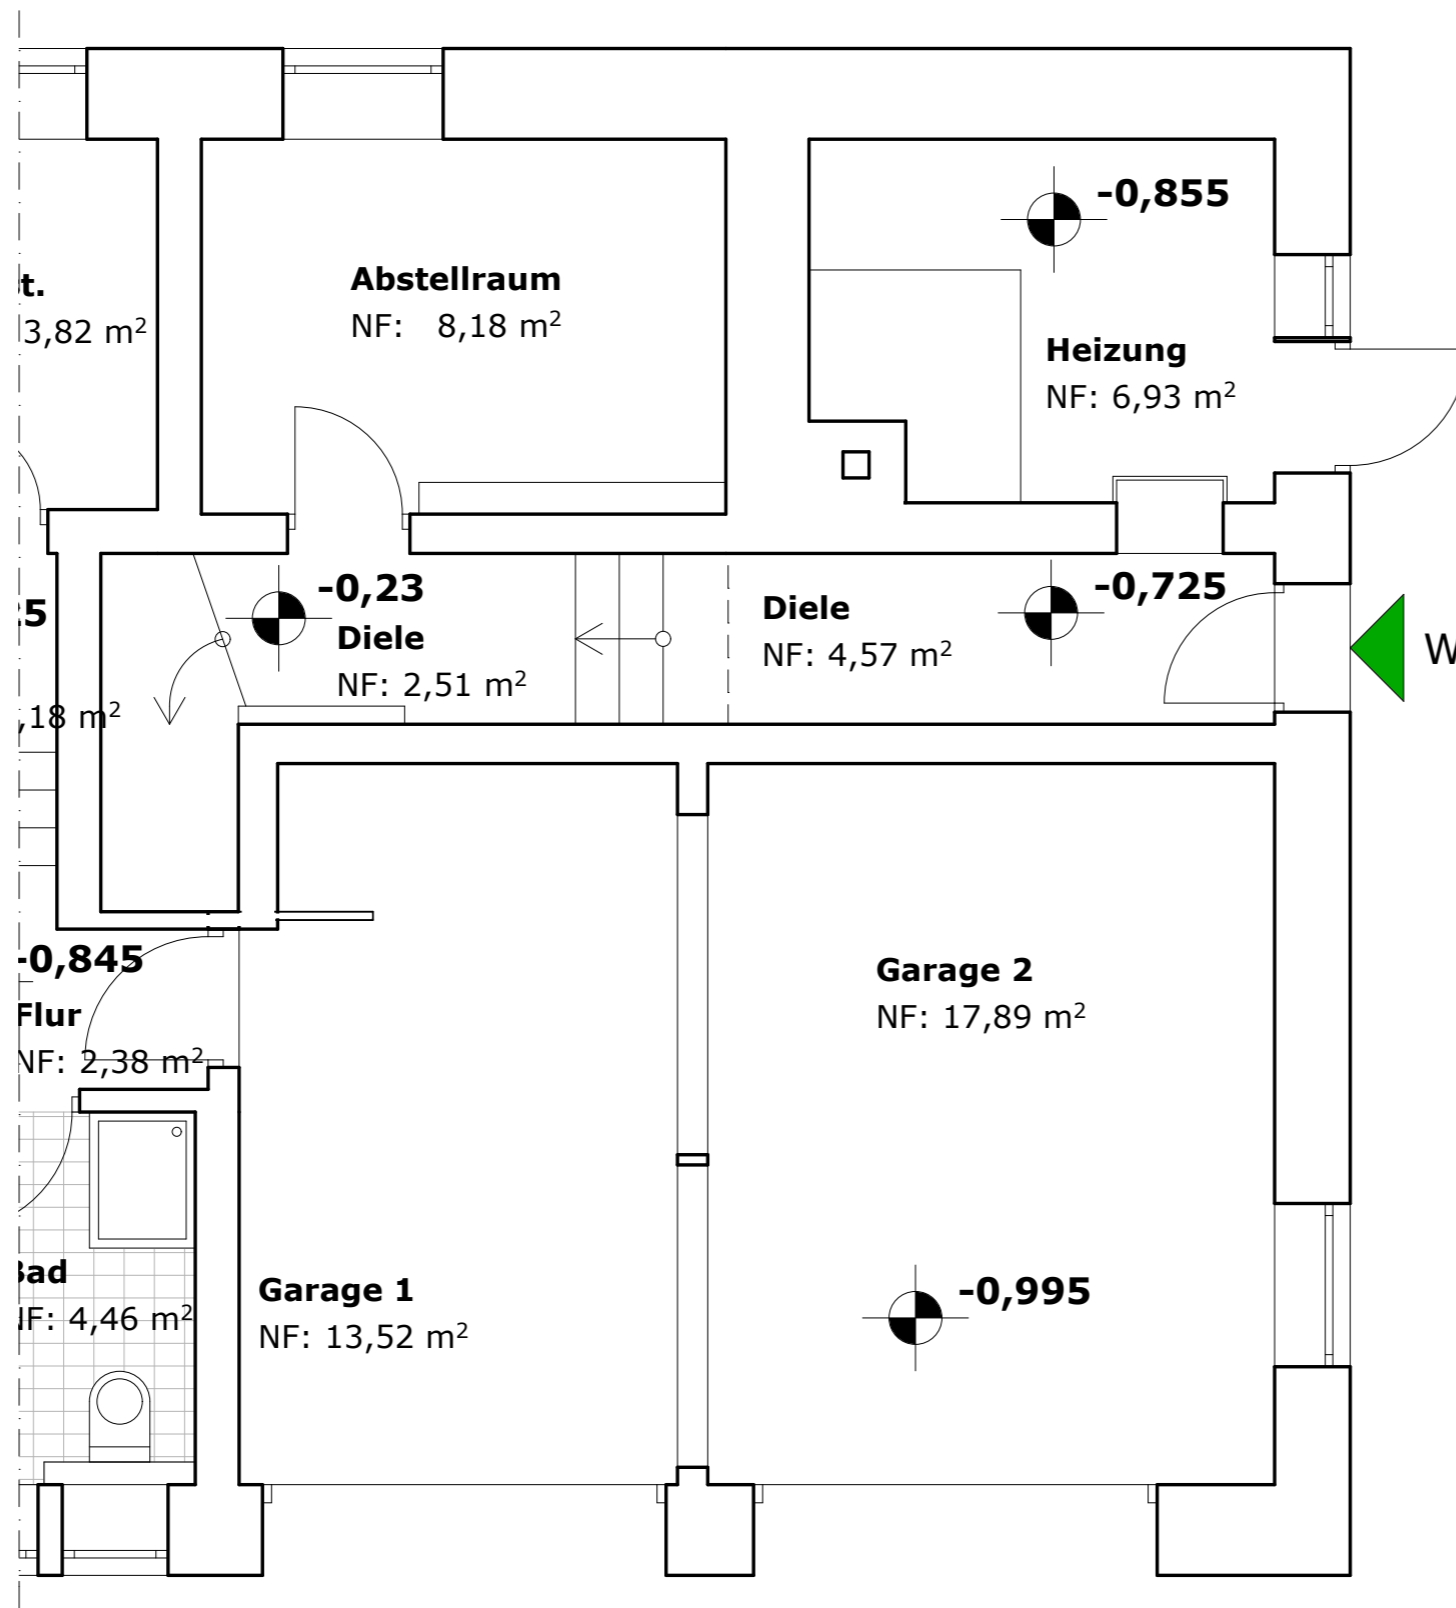 -0,855
Abstellraum
NF: 8,18 m²
t.
3,82 m²
Heizung
NF: 6,93 m²
-0,23
Diele
NF: 2,51 m²
Diele
NF: 4,57 m²
-0,725
5
,18 m²
W
-0,845
Flur
NF: 2,38 m²
Garage 2
NF: 17,89 m²
Bad
NF: 4,46 m²
Garage 1
NF: 13,52 m²
-0,995